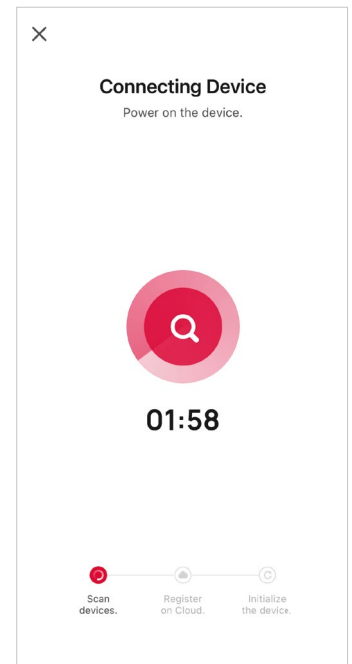 Connecting Device
Power on the device.
01:58
Scan
devices.
Register
on Cloud.
Initialize
the device.